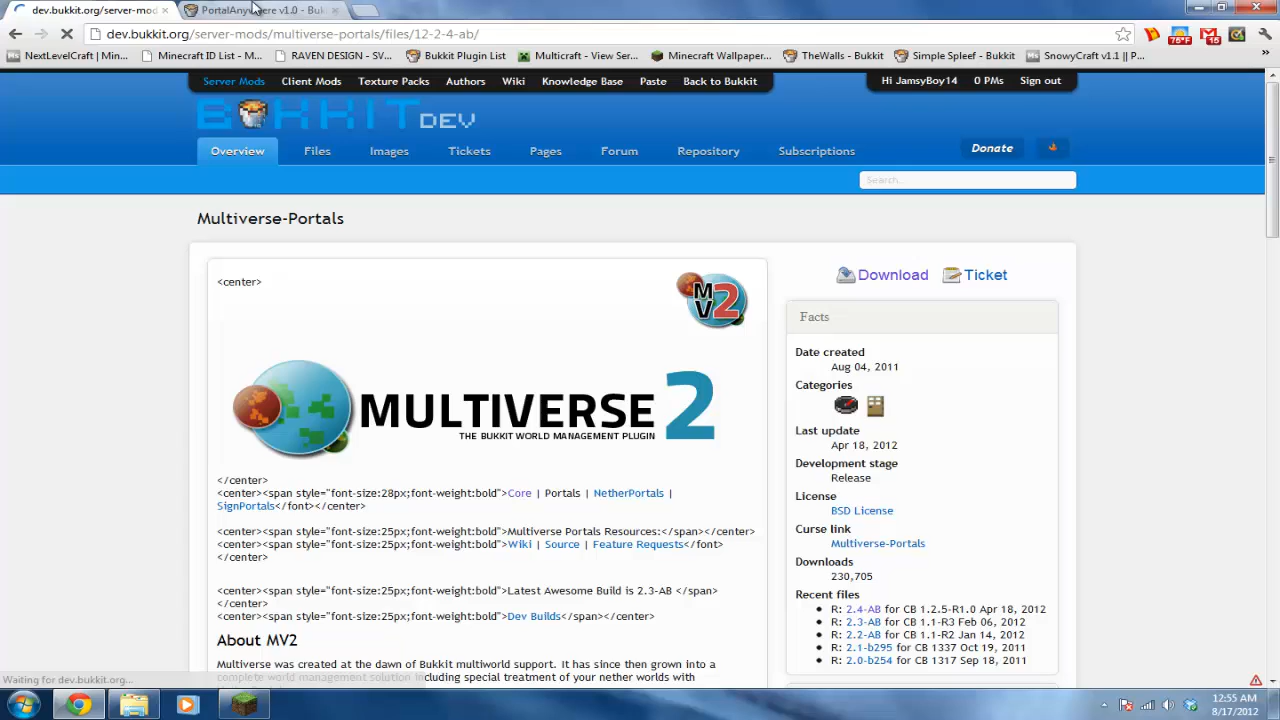 dev.bukkit.org/server-mod
PortalAnywhere v1.0 - Buk
dev.bukkit.org/server-mods/multiverse-portals/files/12-2-4-ab/
75°F
15
NextLevelCraft | Min...
Minecraft ID List - M...
RAVEN DESIGN - SV...
Bukkit Plugin List
Multicraft - View Ser...
Minecraft Wallpaper...
TheWalls - Bukkit
Simple Spleef - Bukkit
SnowyCraft v1.1 || P...
Server Mods
Client Mods
Texture Packs
Authors
Wiki
Knowledge Base
Paste
Back to Bukkit
Hi JamsyBoy14
0 PMs
Sign out
BUKKIT DEV
Overview
Files
Images
Tickets
Pages
Forum
Repository
Subscriptions
Donate
Search...
Multiverse-Portals
<center>
MV2
MULTIVERSE 2
THE BUKKIT WORLD MANAGEMENT PLUGIN
</center>
<center><span style="font-size:28px;font-weight:bold">Core | Portals | NetherPortals |
SignPortals</font></center>
<center><span style="font-size:25px;font-weight:bold">Multiverse Portals Resources:</span></center>
<center><span style="font-size:25px;font-weight:bold">Wiki | Source | Feature Requests</font>
</center>
<center><span style="font-size:25px;font-weight:bold">Latest Awesome Build is 2.3-AB </span>
</center>
<center><span style="font-size:25px;font-weight:bold">Dev Builds</span></center>
About MV2
Multiverse was created at the dawn of Bukkit multiworld support. It has since then grown into a
complete world management solution including special treatment of your nether worlds with
Download
Ticket
Facts
Date created
Aug 04, 2011
Categories
Last update
Apr 18, 2012
Development stage
Release
License
BSD License
Curse link
Multiverse-Portals
Downloads
230,705
Recent files
R: 2.4-AB for CB 1.2.5-R1.0 Apr 18, 2012
R: 2.3-AB for CB 1.1-R3 Feb 06, 2012
R: 2.2-AB for CB 1.1-R2 Jan 14, 2012
R: 2.1-b295 for CB 1337 Oct 19, 2011
R: 2.0-b254 for CB 1317 Sep 18, 2011
Waiting for dev.bukkit.org...
12:55 AM
8/17/2012